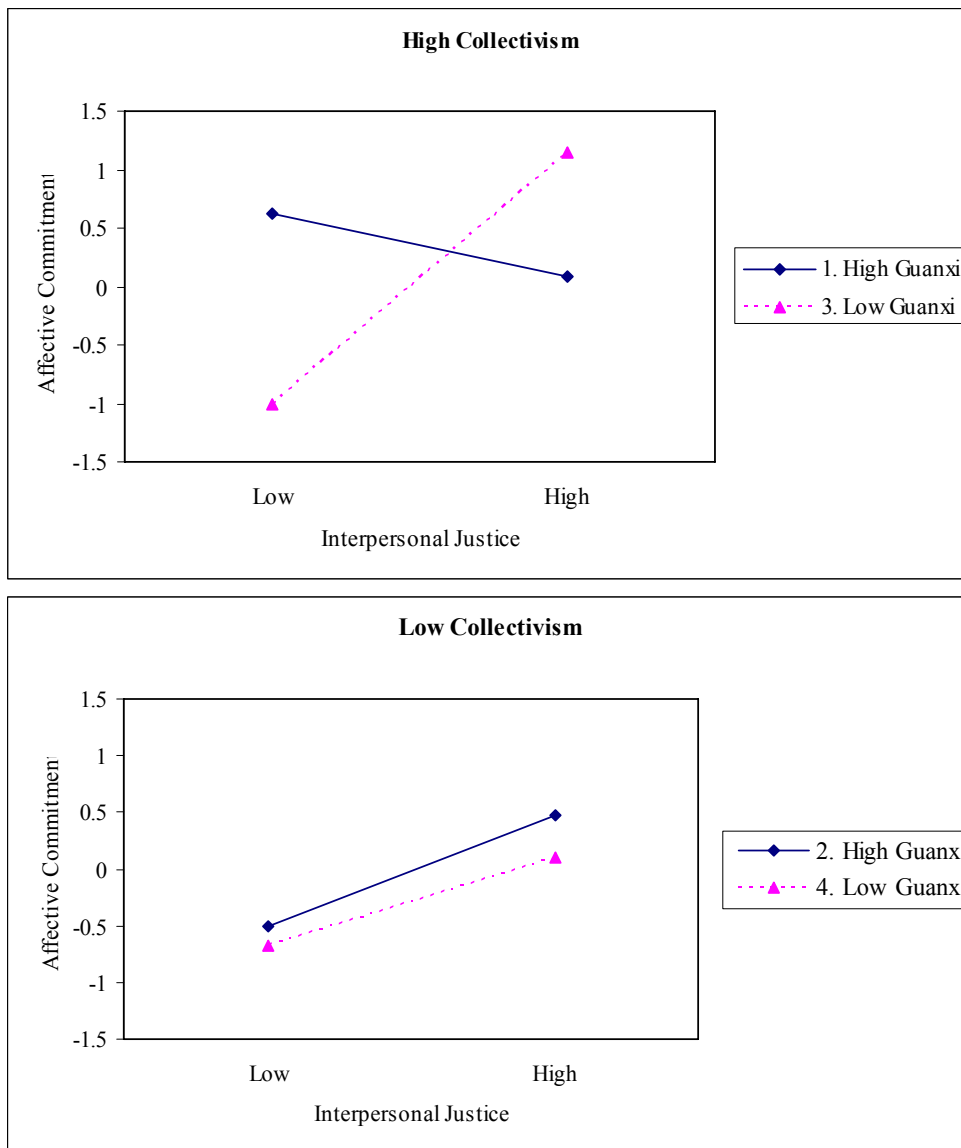 High Collectivism
1.5
1
0.5
0
-0.5
-1
-1.5
Affective Commitment
Low High
Interpersonal Justice
1. High Guanxi
3. Low Guanxi
Low Collectivism
1.5
1
0.5
0
-0.5
-1
-1.5
Affective Commitmen
Low High
Interpersonal Justice
2. High Guanx
4. Low Guanx